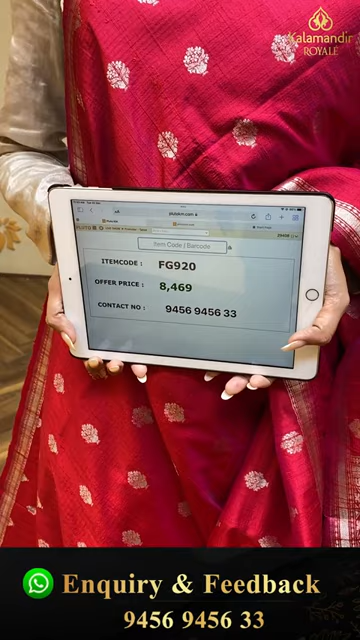 Kalamandir
ROYALE
Item Code / Barcode
ITEMCODE : FG920
OFFER PRICE : 8,469
CONTACT NO : 9456 9456 33
Enquiry & Feedback
9456 9456 33